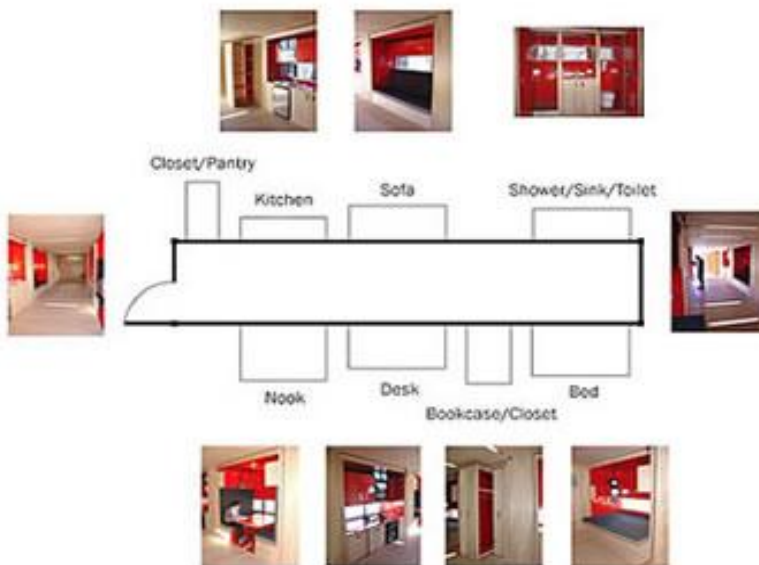 Closet/Pantry
Kitchen
Sofa
Shower/Sink/Toilet
Nook
Desk
Bed
Bookcase/Closet